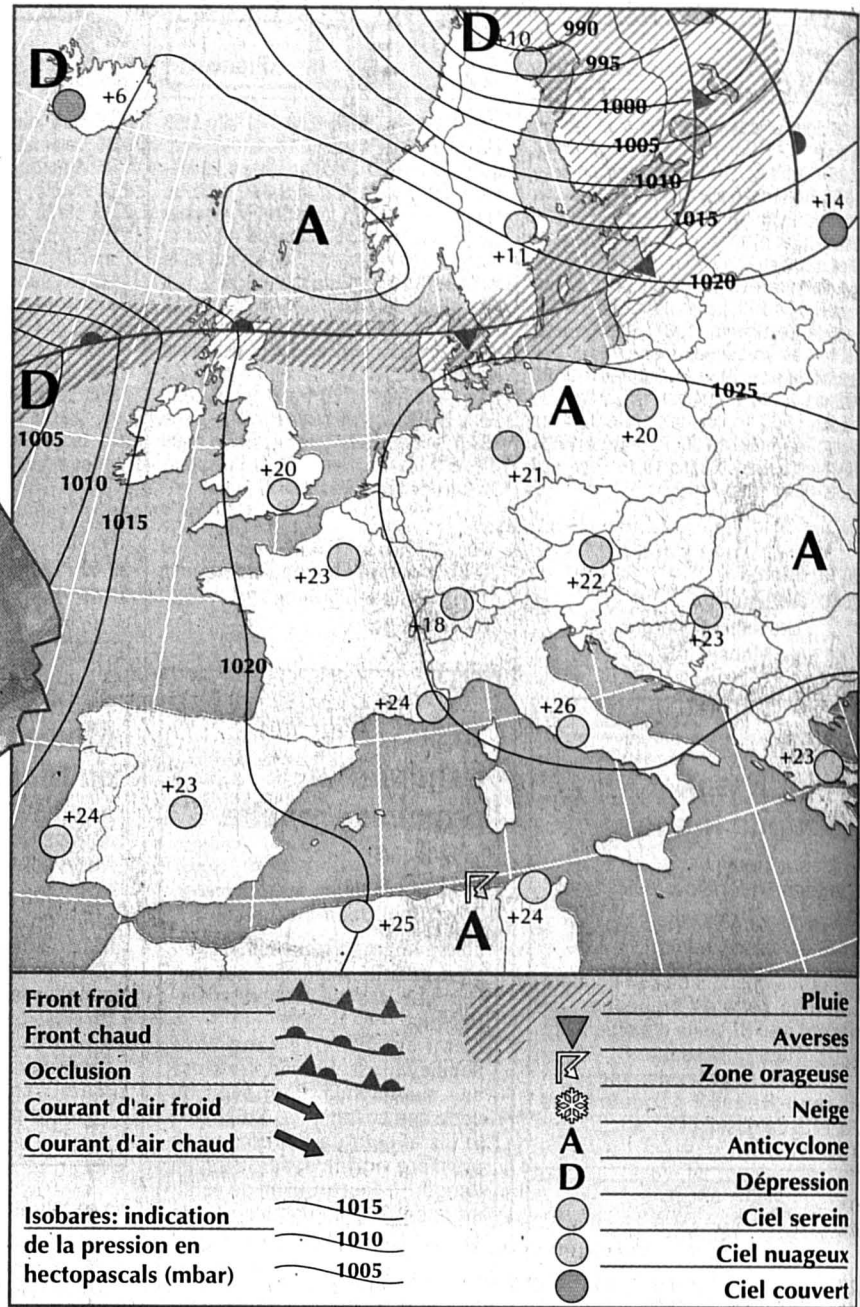 D
+10
990
D
995
+6
1000
1005
1010
A
+14
1015
+11
1020
D
1025
A
1005
+20
+21
+20
1010
1015
A
+23
+22
+18
+23
1020
+24
+26
+23
+23
+24
+24
+25
A
Front froid
Front chaud
Occlusion
Courant d'air froid
Courant d'air chaud
Isobares: indication
de la pression en
hectopascals (mbar)
1015
1010
1005
Pluie
Averses
Zone orageuse
Neige
A Anticyclone
D Dépression
Ciel serein
Ciel nuageux
Ciel couvert